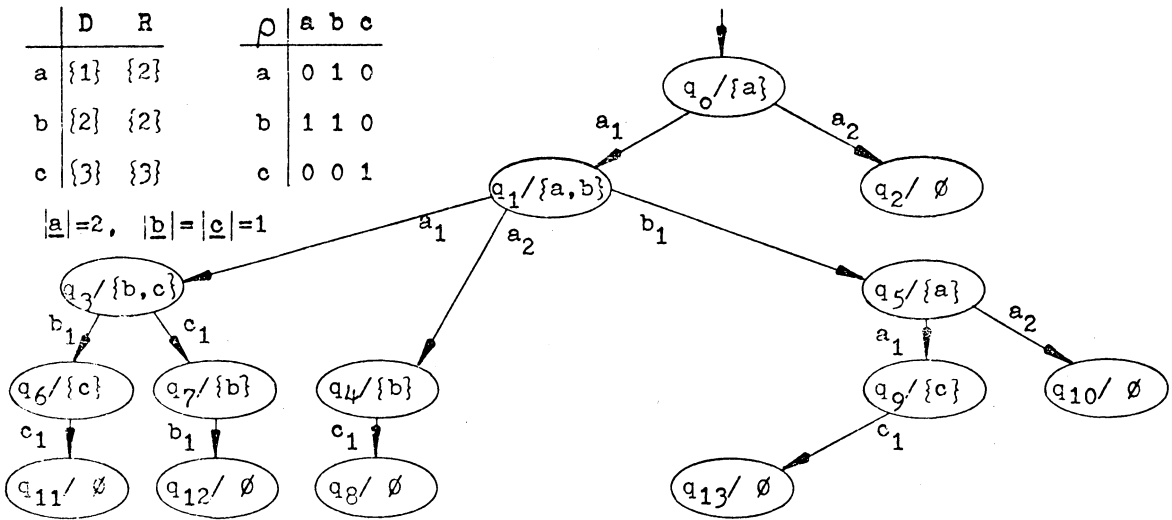 D R
a {1} {2}
b {2} {2}
c {3} {3}
|a|=2, |b|=|c|=1
ρ a b c
a 0 1 0
b 1 1 0
c 0 0 1
q0/{a}
a1
a2
q1/{a,b}
q2/ ∅
a1
a2
b1
q3/{b,c}
q5/{a}
b1
c1
a1
a2
q6/{c}
q7/{b}
q4/{b}
q9/{c}
q10/ ∅
c1
b1
c1
c1
q11/ ∅
q12/ ∅
q8/ ∅
q13/ ∅